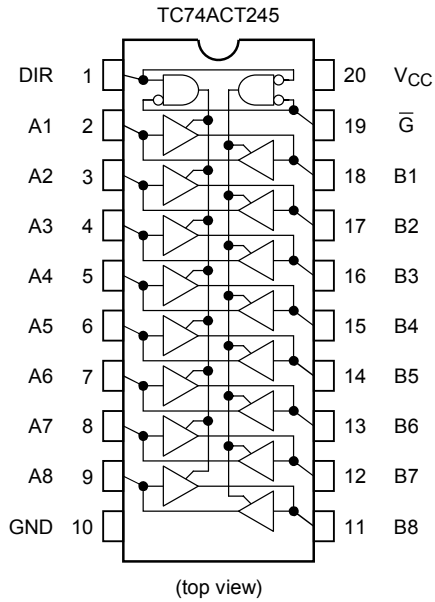 TC74ACT245
DIR 1 20 VCC
A1 2 19 G̅
A2 3 18 B1
A3 4 17 B2
A4 5 16 B3
A5 6 15 B4
A6 7 14 B5
A7 8 13 B6
A8 9 12 B7
GND 10 11 B8
(top view)